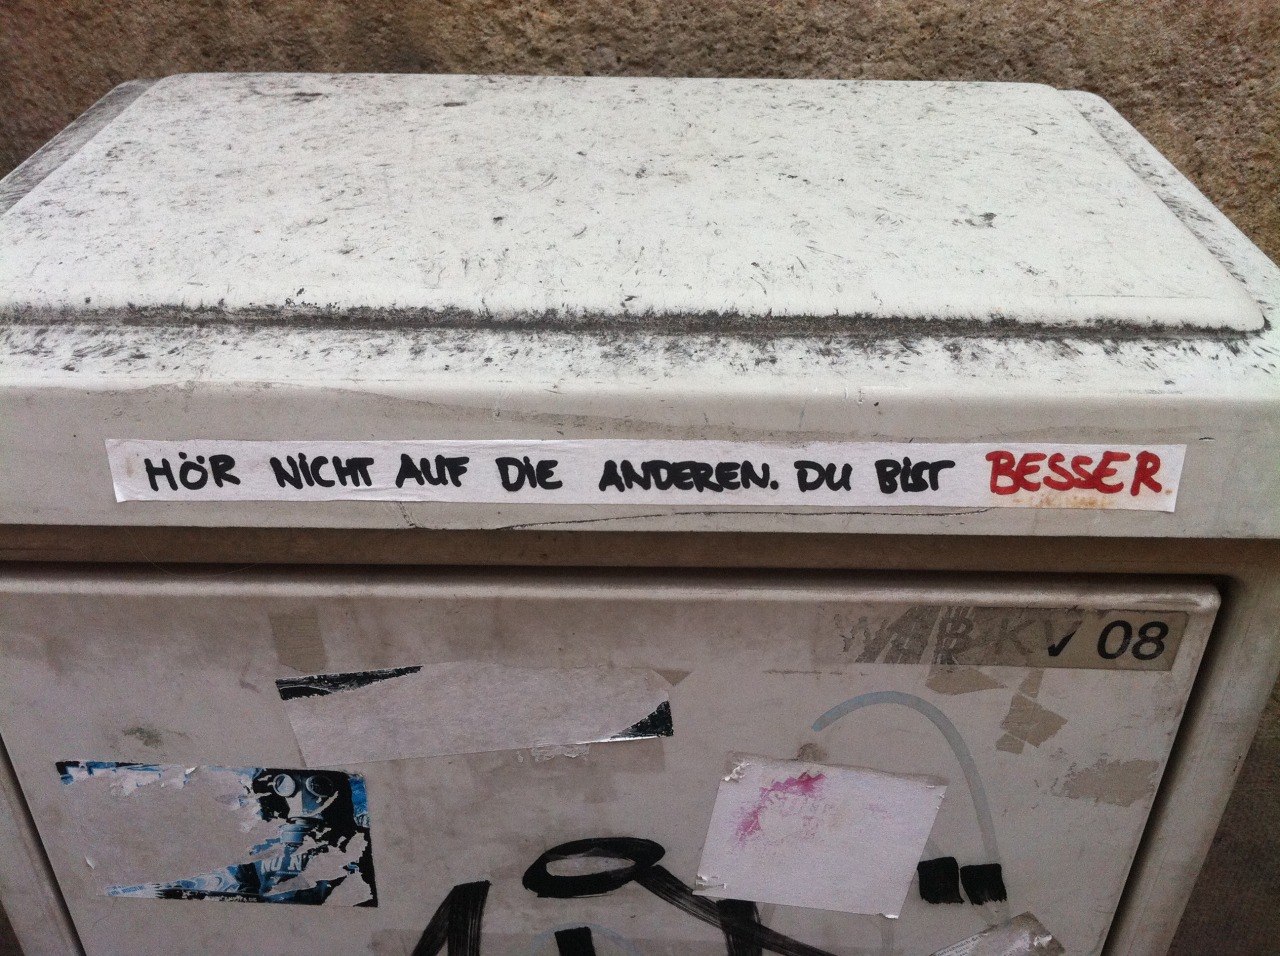 HÖR NICHT AUF DIE ANDEREN. DU BIST BESSER.
KV 08